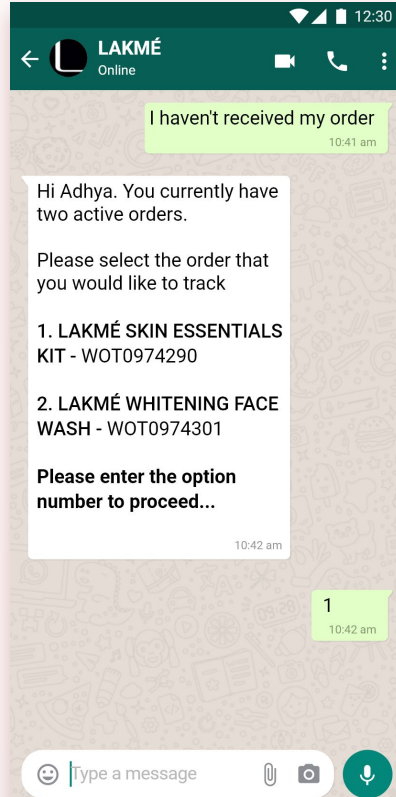 12:30
LAKMÉ
Online
I haven't received my order
10:41 am
Hi Adhya. You currently have
two active orders.
Please select the order that
you would like to track
1. LAKMÉ SKIN ESSENTIALS
KIT - WOT0974290
2. LAKMÉ WHITENING FACE
WASH - WOT0974301
Please enter the option
number to proceed...
10:42 am
1
10:42 am
Type a message